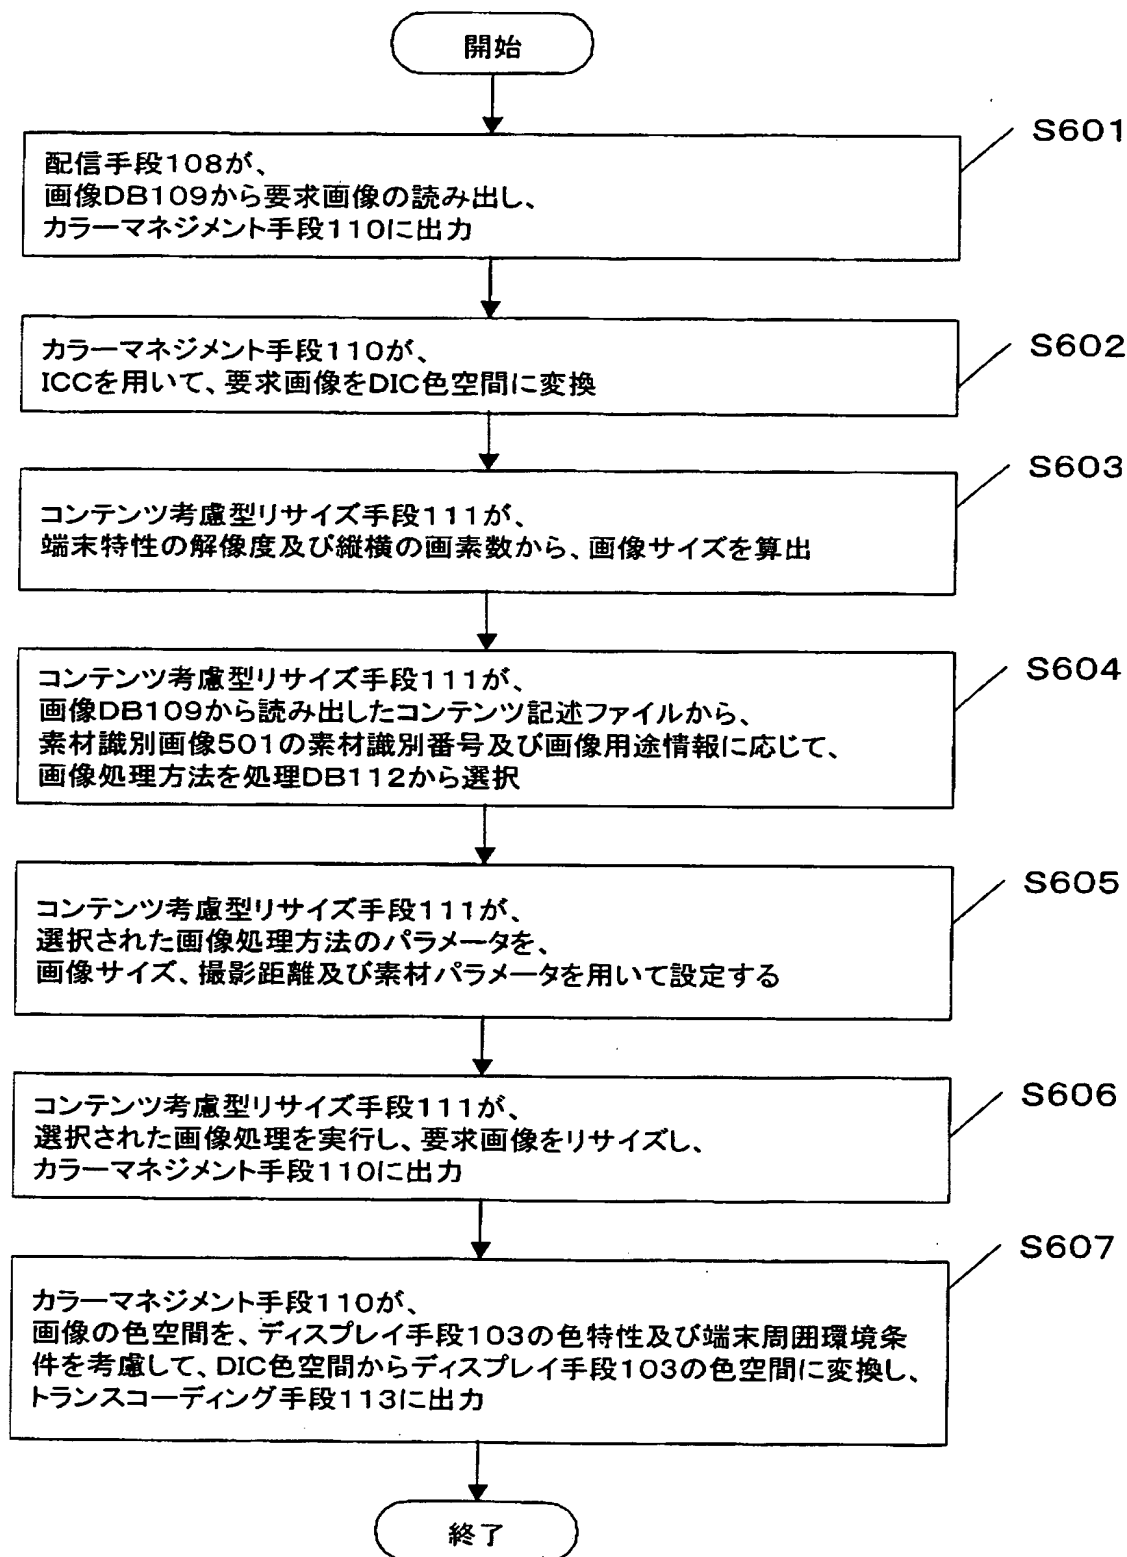 開始
S601
配信手段108が、
画像DB109から要求画像の読み出し、
カラーマネジメント手段110に出力
S602
カラーマネジメント手段110が、
ICCを用いて、要求画像をDIC色空間に変換
S603
コンテンツ考慮型リサイズ手段111が、
端末特性の解像度及び縦横の画素数から、画像サイズを算出
S604
コンテンツ考慮型リサイズ手段111が、
画像DB109から読み出したコンテンツ記述ファイルから、
素材識別画像501の素材識別番号及び画像用途情報に応じて、
画像処理方法を処理DB112から選択
S605
コンテンツ考慮型リサイズ手段111が、
選択された画像処理方法のパラメータを、
画像サイズ、撮影距離及び素材パラメータを用いて設定する
S606
コンテンツ考慮型リサイズ手段111が、
選択された画像処理を実行し、要求画像をリサイズし、
カラーマネジメント手段110に出力
S607
カラーマネジメント手段110が、
画像の色空間を、ディスプレイ手段103の色特性及び端末周囲環境条
件を考慮して、DIC色空間からディスプレイ手段103の色空間に変換し、
トランスコーディング手段113に出力
終了